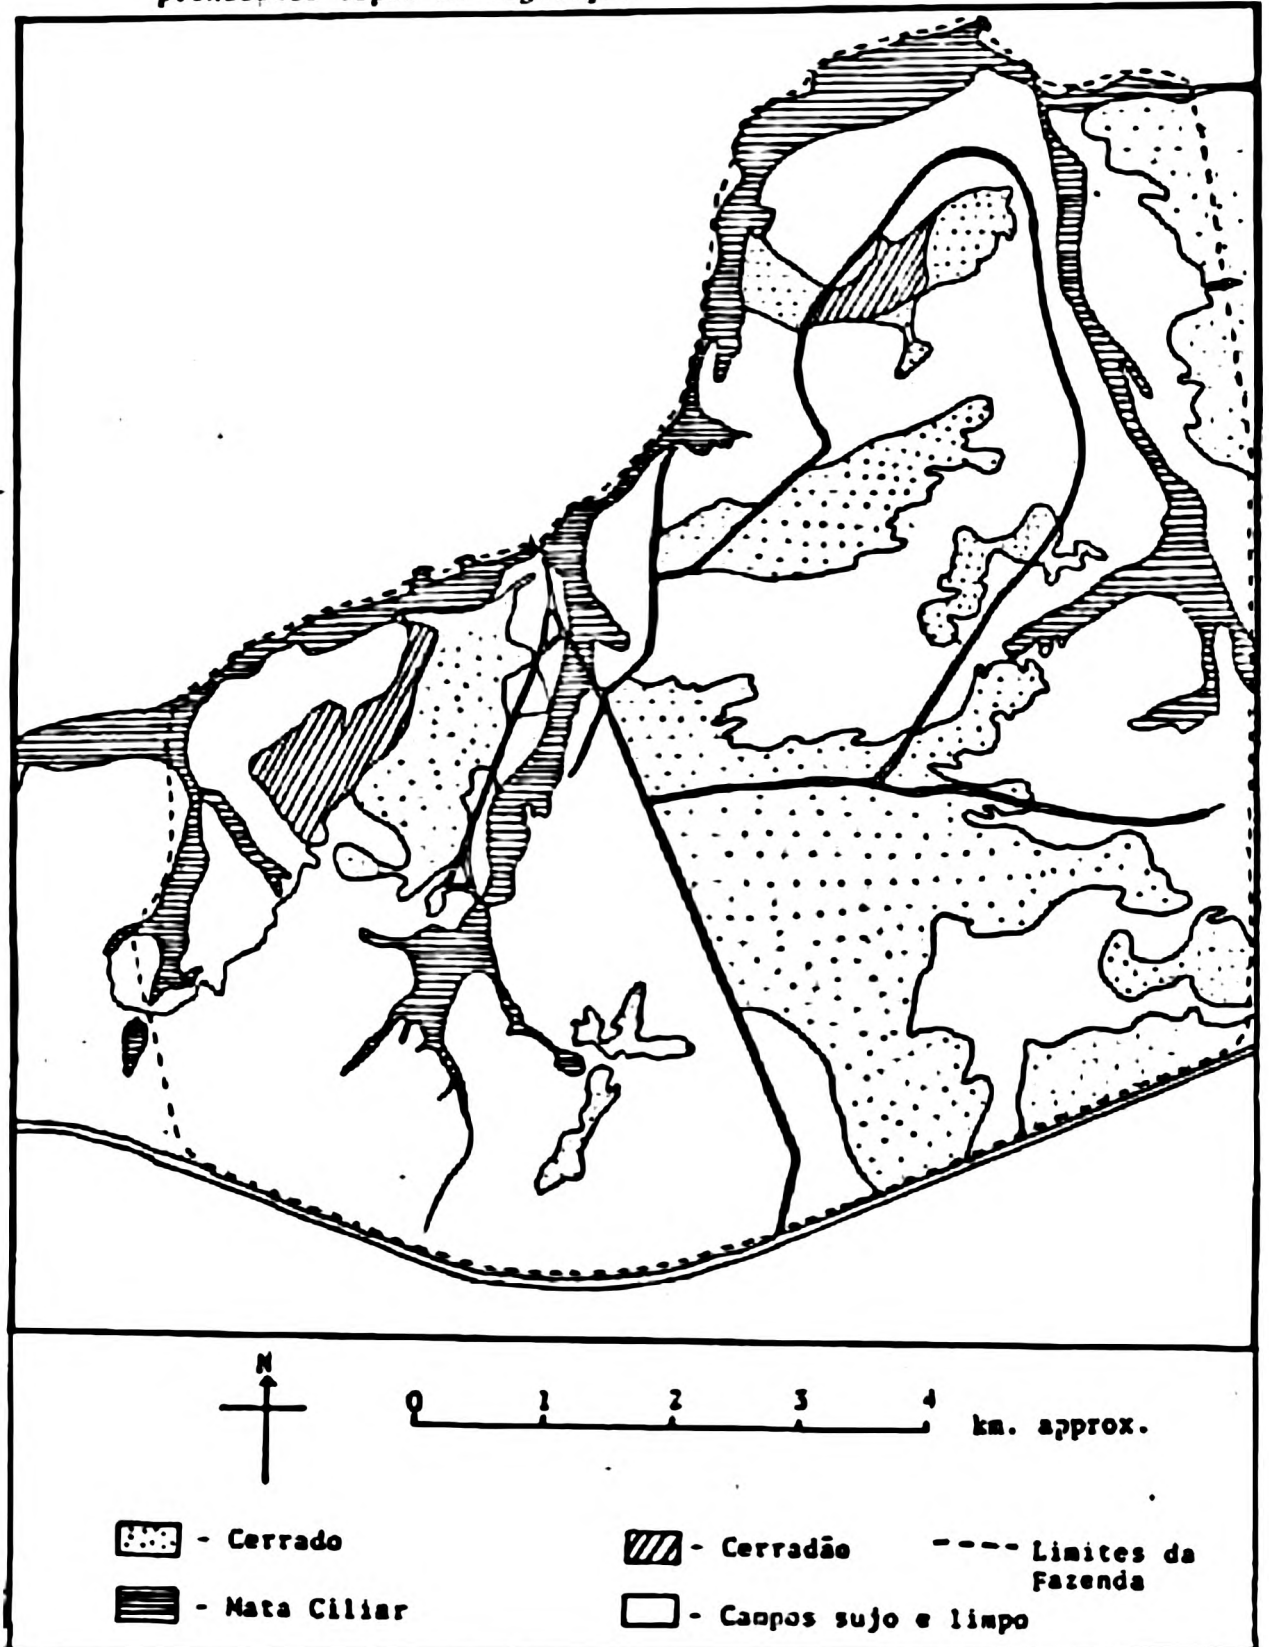 N
0 1 2 3 4
km. approx.
- Cerrado
- Cerradão
---- Limites da
Fazenda
- Mata Ciliar
- Campos sujo e limpo